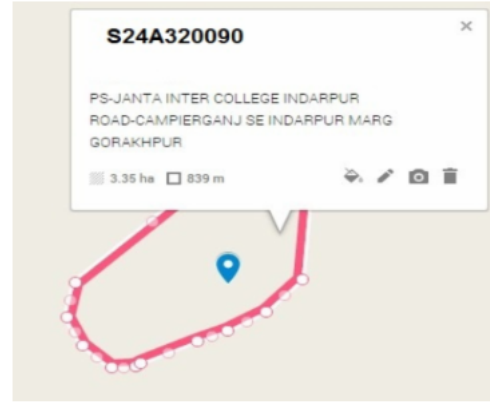 S24A320090
PS-JANTA INTER COLLEGE INDARPUR
ROAD-CAMPIERGANJ SE INDARPUR MARG
GORAKHPUR
3.35 ha 839 m